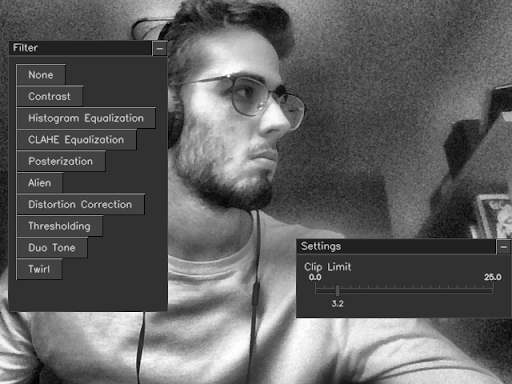 Filter
None
Contrast
Histogram Equalization
CLAHE Equalization
Posterization
Alien
Distortion Correction
Thresholding
Duo Tone
Twirl
Settings
Clip Limit
0.0 25.0
3.2